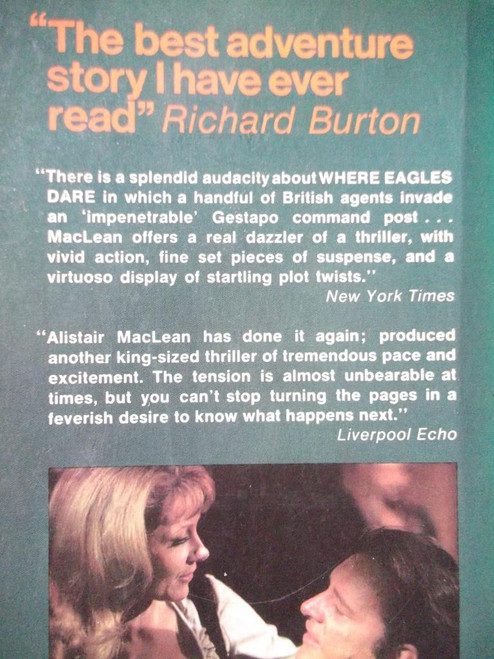 “The best adventure
story I have ever
read” Richard Burton
“There is a splendid audacity about WHERE EAGLES
DARE in which a handful of British agents invade
an ‘impenetrable’ Gestapo command post . . .
MacLean offers a real dazzler of a thriller, with
vivid action, fine set pieces of suspense, and a
virtuoso display of startling plot twists.”
New York Times
“Alistair MacLean has done it again; produced
another king-sized thriller of tremendous pace and
excitement. The tension is almost unbearable at
times, but you can’t stop turning the pages in a
feverish desire to know what happens next.”
Liverpool Echo